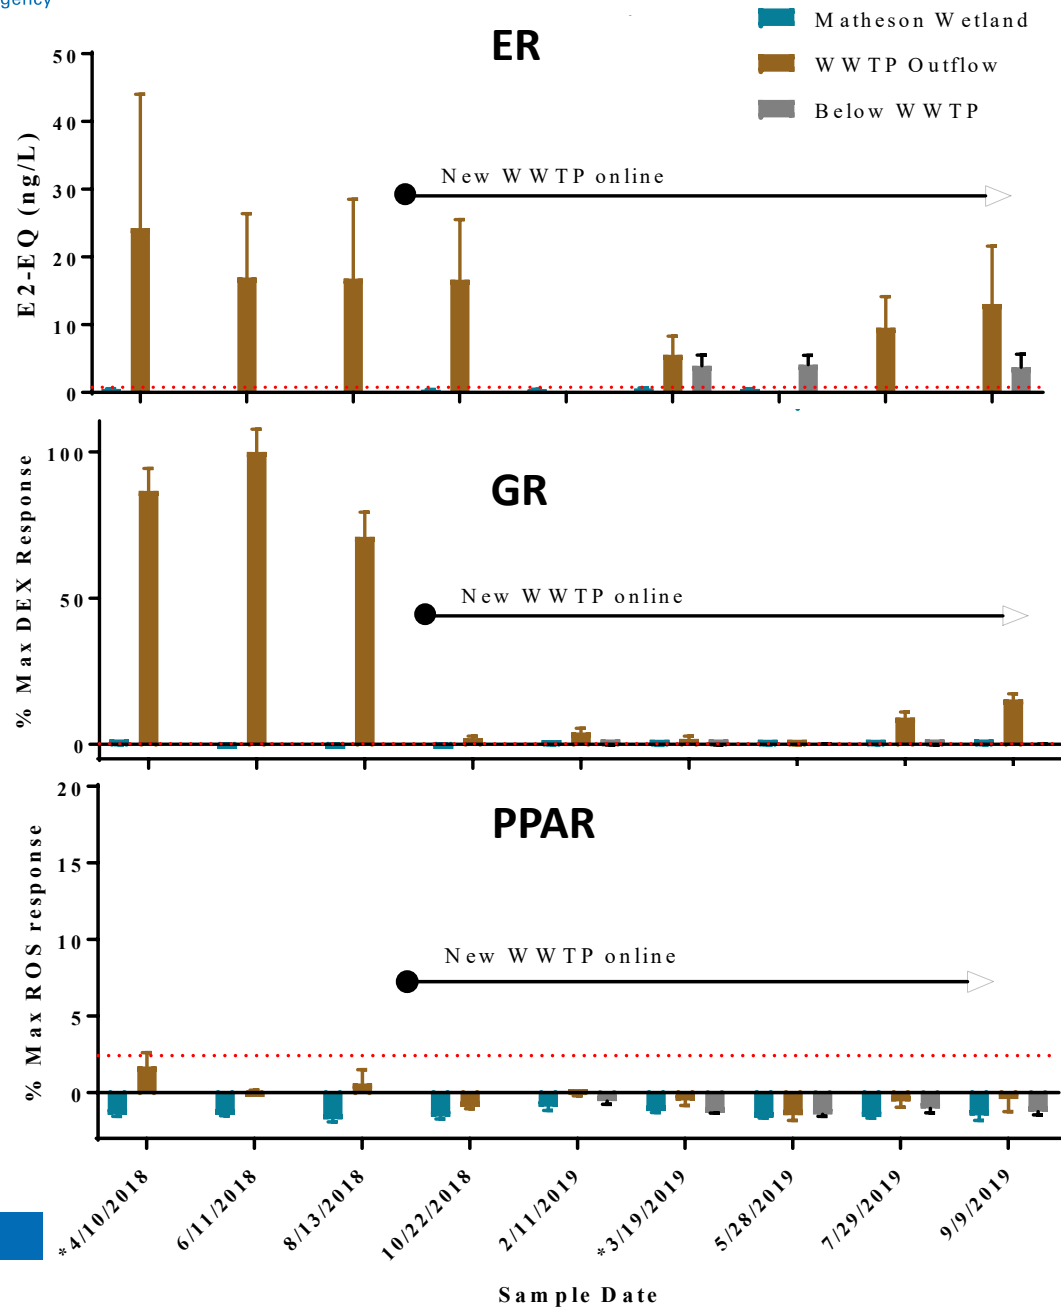 gency
Matheson Wetland
WWTP Outflow
Below WWTP
ER
E2-EQ (ng/L)
50
40
30
20
10
0
New WWTP online
GR
% Max DEX Response
100
50
0
New WWTP online
PPAR
% Max ROS response
20
15
10
5
0
New WWTP online
*4/10/2018
6/11/2018
8/13/2018
10/22/2018
2/11/2019
*3/19/2019
5/28/2019
7/29/2019
9/9/2019
Sample Date